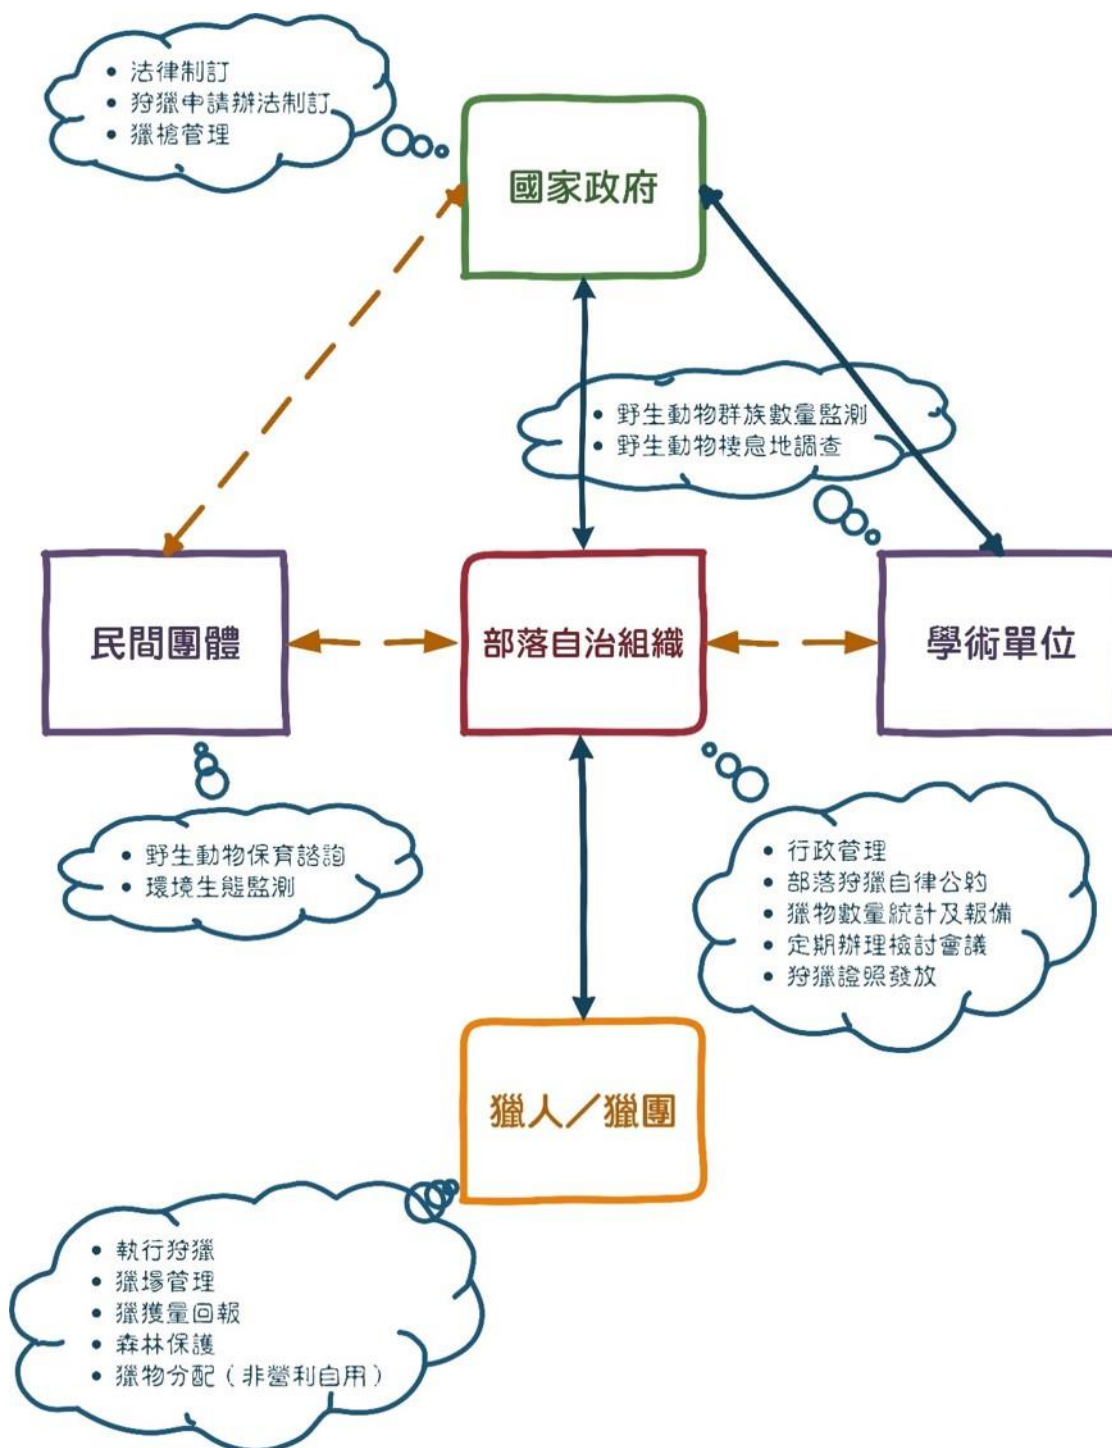 • 法律制訂
• 狩獵申請辦法制訂
• 獵槍管理
國家政府
• 野生動物群族數量監測
• 野生動物棲息地調查
民間團體
部落自治組織
學術單位
• 野生動物保育諮詢
• 環境生態監測
• 行政管理
• 部落狩獵自律公約
• 獵物數量統計及報備
• 定期辦理檢討會議
• 狩獵證照發放
獵人／獵團
• 執行狩獵
• 獵場管理
• 獵獲量回報
• 森林保護
• 獵物分配（非營利自用）